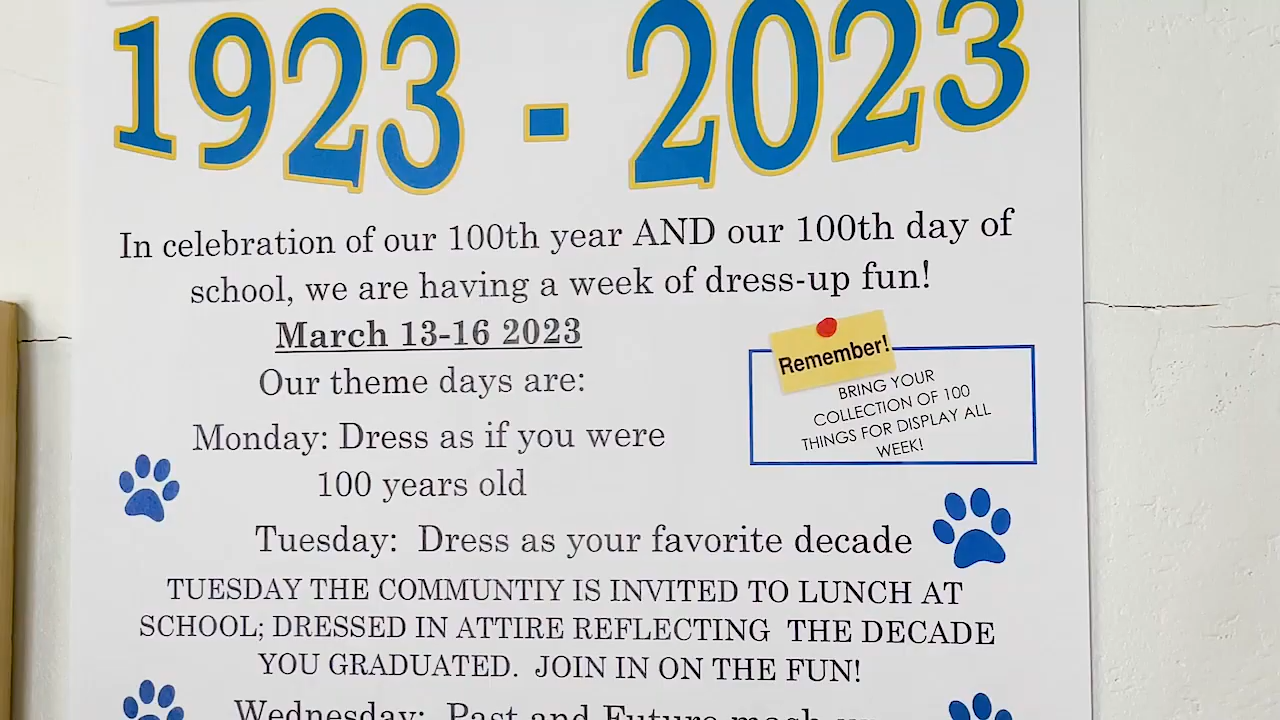 1923 - 2023
In celebration of our 100th year AND our 100th day of
school, we are having a week of dress-up fun!
March 13-16 2023
Remember!
Our theme days are:
BRING YOUR
COLLECTION OF 100
THINGS FOR DISPLAY ALL
WEEK!
Monday: Dress as if you were
100 years old
Tuesday: Dress as your favorite decade
TUESDAY THE COMMUNTIY IS INVITED TO LUNCH AT
SCHOOL; DRESSED IN ATTIRE REFLECTING THE DECADE
YOU GRADUATED. JOIN IN ON THE FUN!
Wednesday: Past and Future mash